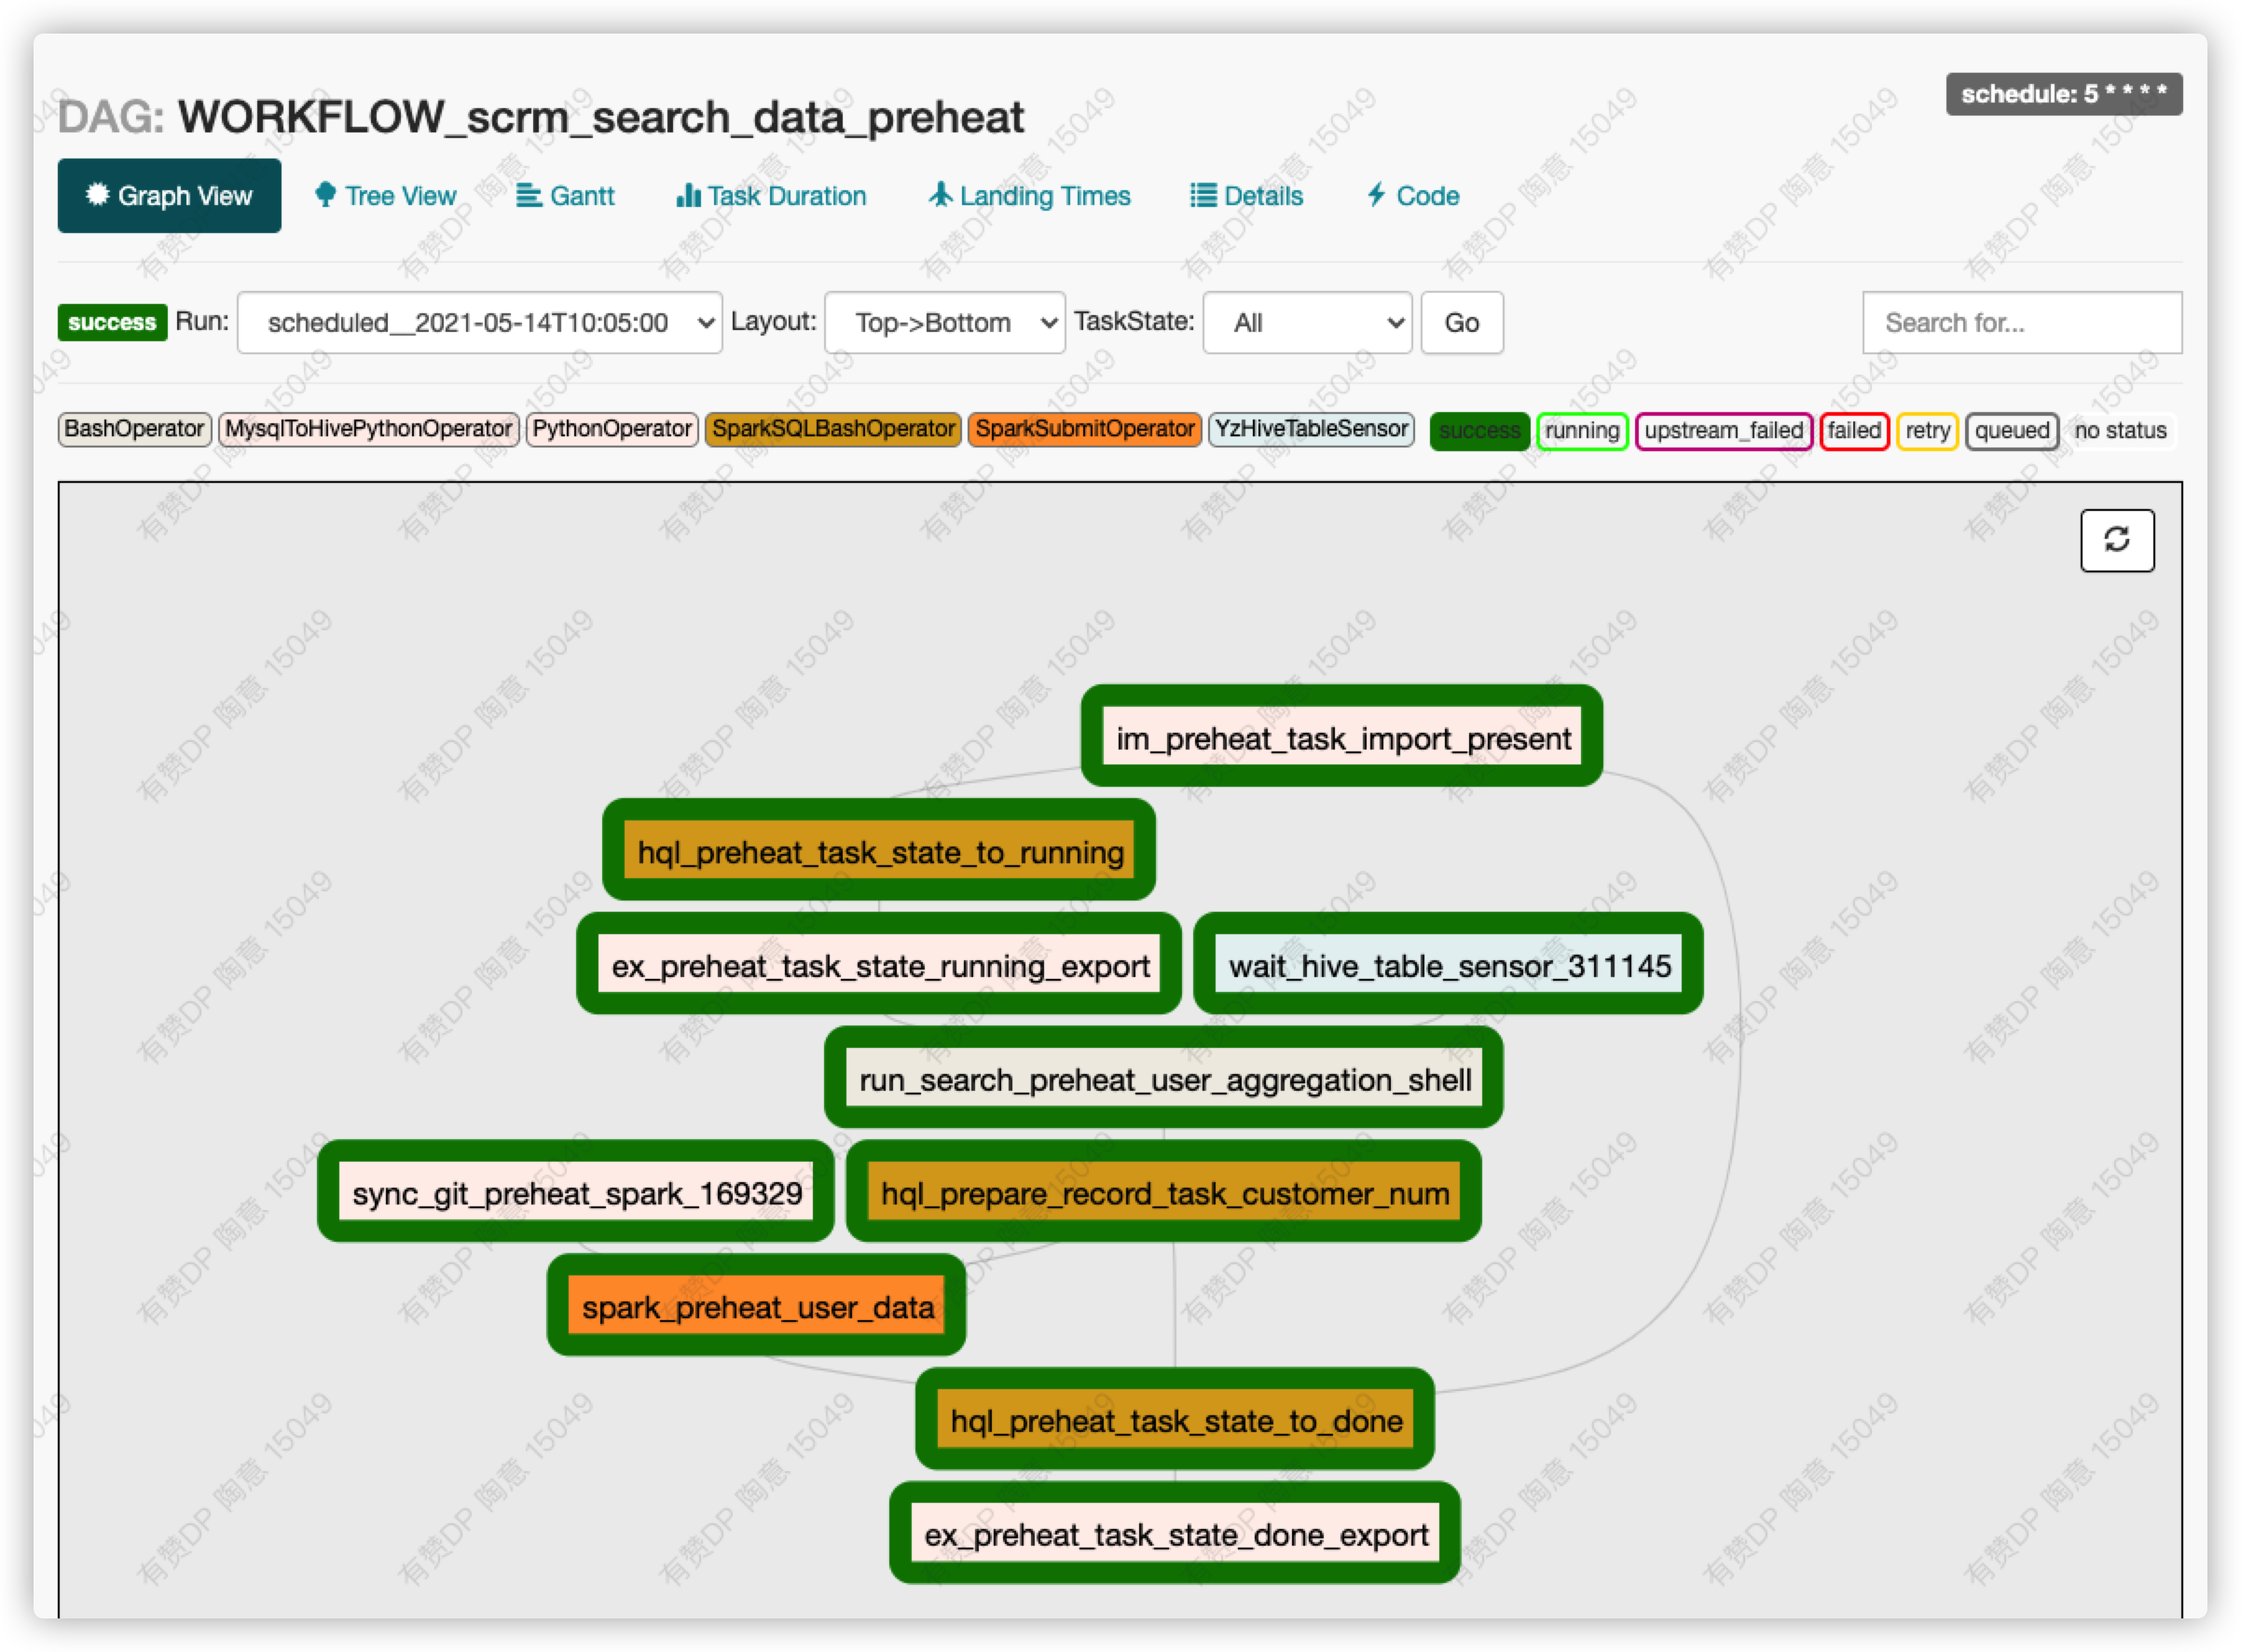 DAG: WORKFLOW_scrm_search_data_preheat
schedule: 5 * * * *
Graph View Tree View Gantt Task Duration Landing Times Details Code
success Run: scheduled__2021-05-14T10:05:00 Layout: Top->Bottom TaskState: All Go Search for...
BashOperator MysqlToHivePythonOperator PythonOperator SparkSQLBashOperator SparkSubmitOperator YzHiveTableSensor success running upstream_failed failed retry queued no status
im_preheat_task_import_present
hql_preheat_task_state_to_running
ex_preheat_task_state_running_export wait_hive_table_sensor_311145
run_search_preheat_user_aggregation_shell
sync_git_preheat_spark_169329 hql_prepare_record_task_customer_num
spark_preheat_user_data
hql_preheat_task_state_to_done
ex_preheat_task_state_done_export
有赞DP 陶意 15049